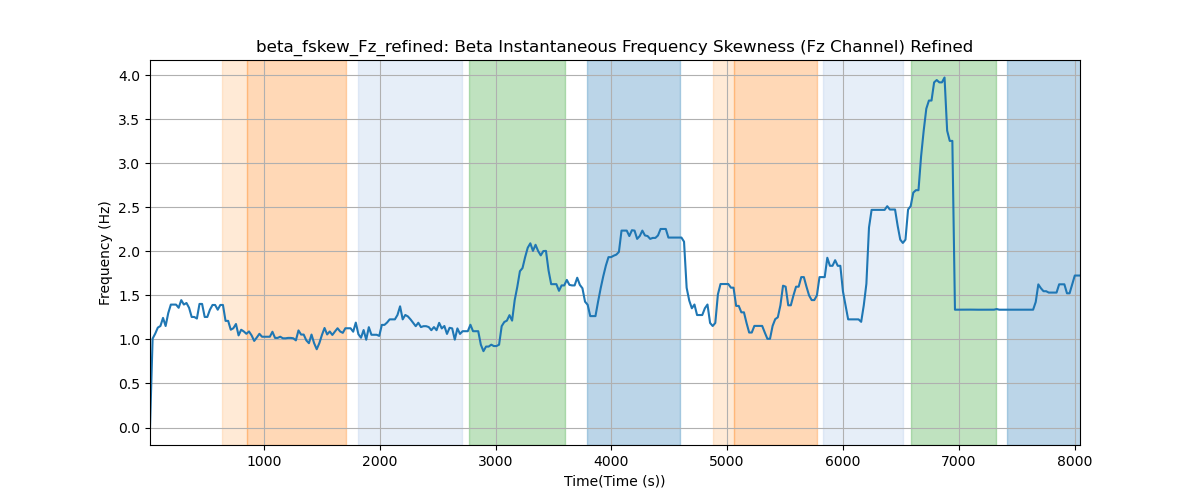 beta_fskew_Fz_refined: Beta Instantaneous Frequency Skewness (Fz Channel) Refined
4.0
3.5
3.0
2.5
2.0
1.5
1.0
0.5
0.0
Frequency (Hz)
1000 2000 3000 4000 5000 6000 7000 8000
Time(Time (s))